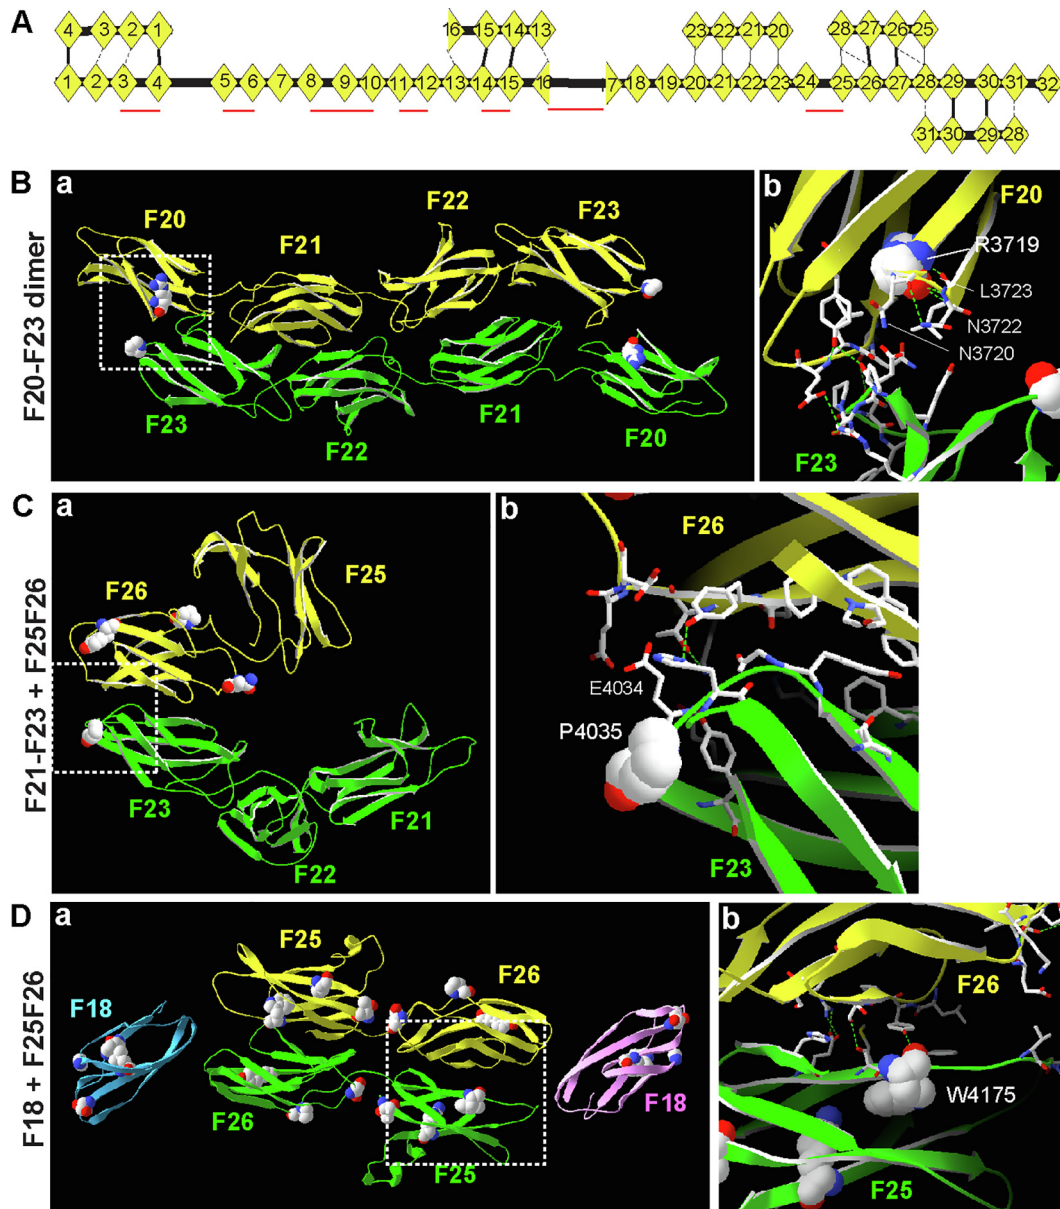 A
4 3 2 1 16 15 14 13 23 22 21 20 28 27 26 25
1 2 3 4 5 6 7 8 9 10 11 12 13 14 15 16 7 18 19 20 21 22 23 24 25 26 27 28 29 30 31 32
31 30 29 28
B
F20-F23 dimer
a
F20
F21
F22
F23
F23
F22
F21
F20
b
F20
R3719
L3723
N3722
N3720
F23
C
F21-F23 + F25F26
a
F26
F25
F23
F22
F21
b
F26
E4034
P4035
F23
D
F18 + F25F26
a
F18
F25
F26
F26
F25
F18
b
F26
W4175
F25